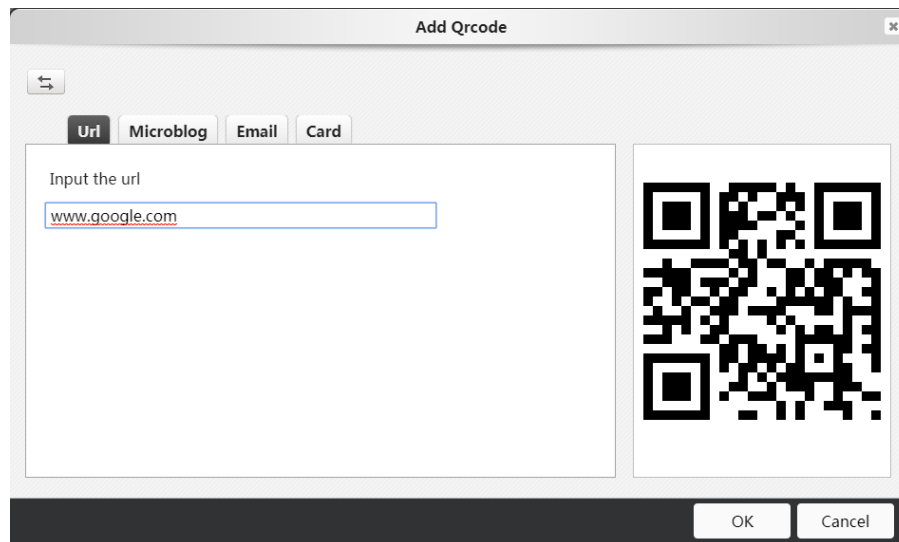 Add Qrcode
Url Microblog Email Card
Input the url
www.google.com
OK Cancel